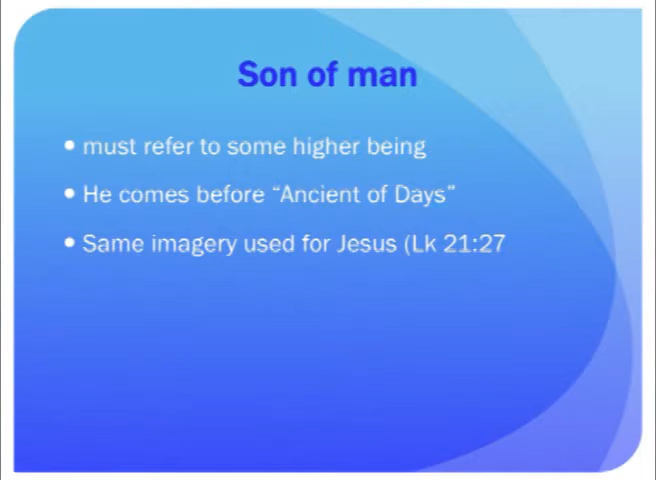 Son of man
• must refer to some higher being
• He comes before “Ancient of Days”
• Same imagery used for Jesus (Lk 21:27